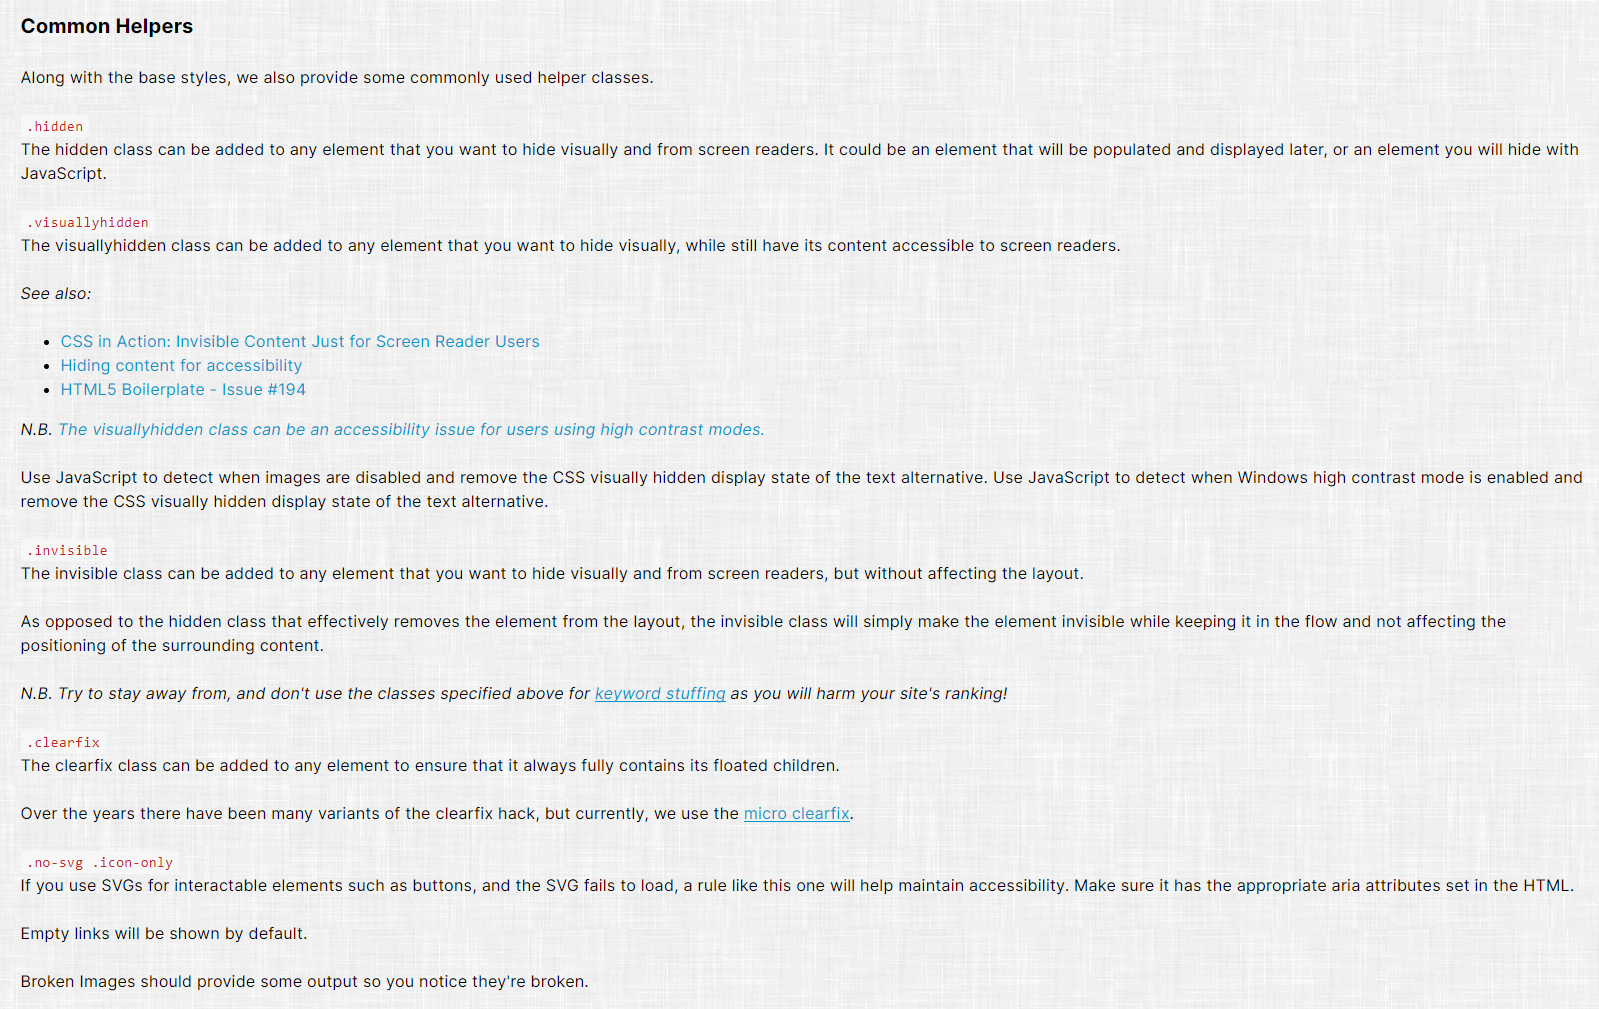 Common Helpers
Along with the base styles, we also provide some commonly used helper classes.
.hidden
The hidden class can be added to any element that you want to hide visually and from screen readers. It could be an element that will be populated and displayed later, or an element you will hide with
JavaScript.
.visuallyhidden
The visuallyhidden class can be added to any element that you want to hide visually, while still have its content accessible to screen readers.
See also:
• CSS in Action: Invisible Content Just for Screen Reader Users
• Hiding content for accessibility
• HTML5 Boilerplate - Issue #194
N.B. The visuallyhidden class can be an accessibility issue for users using high contrast modes.
Use JavaScript to detect when images are disabled and remove the CSS visually hidden display state of the text alternative. Use JavaScript to detect when Windows high contrast mode is enabled and
remove the CSS visually hidden display state of the text alternative.
.invisible
The invisible class can be added to any element that you want to hide visually and from screen readers, but without affecting the layout.
As opposed to the hidden class that effectively removes the element from the layout, the invisible class will simply make the element invisible while keeping it in the flow and not affecting the
positioning of the surrounding content.
N.B. Try to stay away from, and don't use the classes specified above for keyword stuffing as you will harm your site's ranking!
.clearfix
The clearfix class can be added to any element to ensure that it always fully contains its floated children.
Over the years there have been many variants of the clearfix hack, but currently, we use the micro clearfix.
.no-svg .icon-only
If you use SVGs for interactable elements such as buttons, and the SVG fails to load, a rule like this one will help maintain accessibility. Make sure it has the appropriate aria attributes set in the HTML.
Empty links will be shown by default.
Broken Images should provide some output so you notice they're broken.